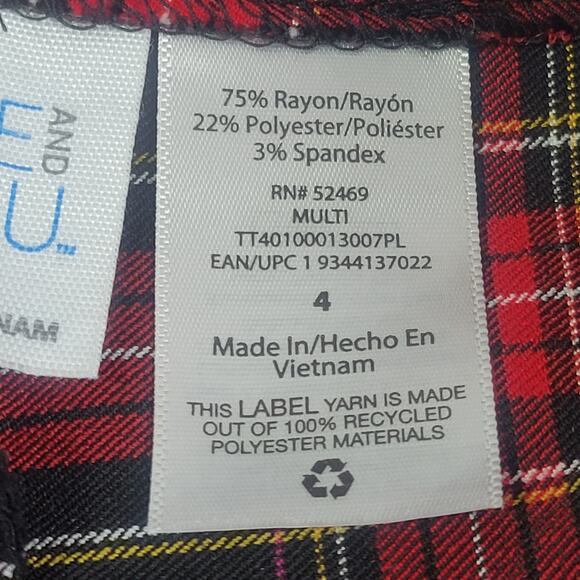 75% Rayon/Rayón
22% Polyester/Poliéster
3% Spandex
RN# 52469
MULTI
TT40100013007PL
EAN/UPC 1 9344137022
4
Made In/Hecho En
Vietnam
THIS LABEL YARN IS MADE
OUT OF 100% RECYCLED
POLYESTER MATERIALS
AND
U™
NAM